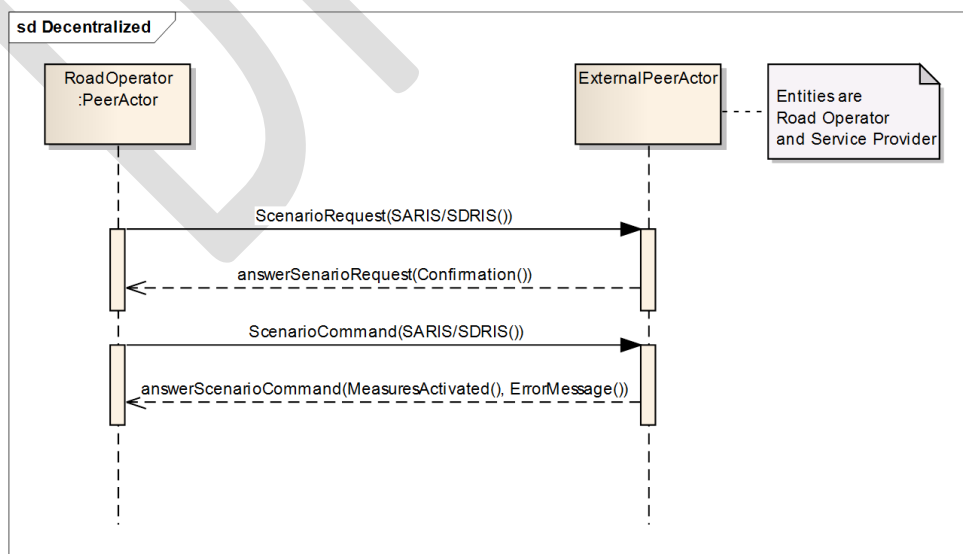 sd Decentralized
RoadOperator
:PeerActor
ExternalPeerActor
Entities are
Road Operator
and Service Provider
ScenarioRequest(SARIS/SDRIS())
answerSenarioRequest(Confirmation())
ScenarioCommand(SARIS/SDRIS())
answerScenarioCommand(MeasuresActivated(), ErrorMessage())